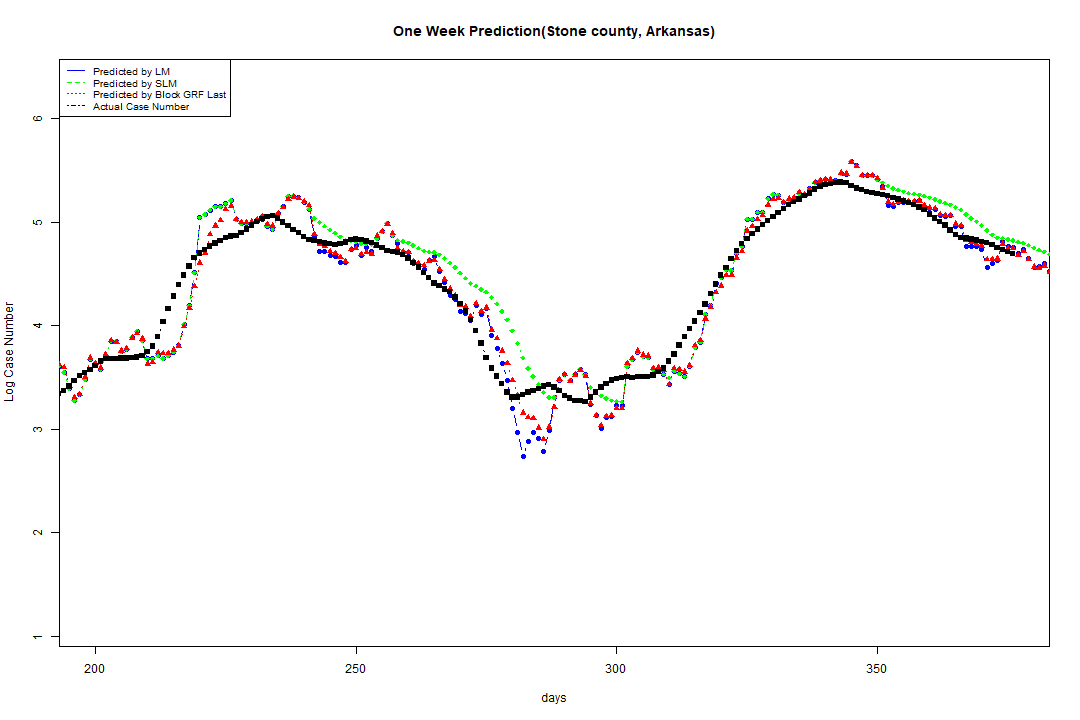 One Week Prediction(Stone county, Arkansas)
Predicted by LM
Predicted by SLM
Predicted by Block GRF Last
Actual Case Number
Log Case Number
6
5
4
3
2
1
200 250 300 350
days